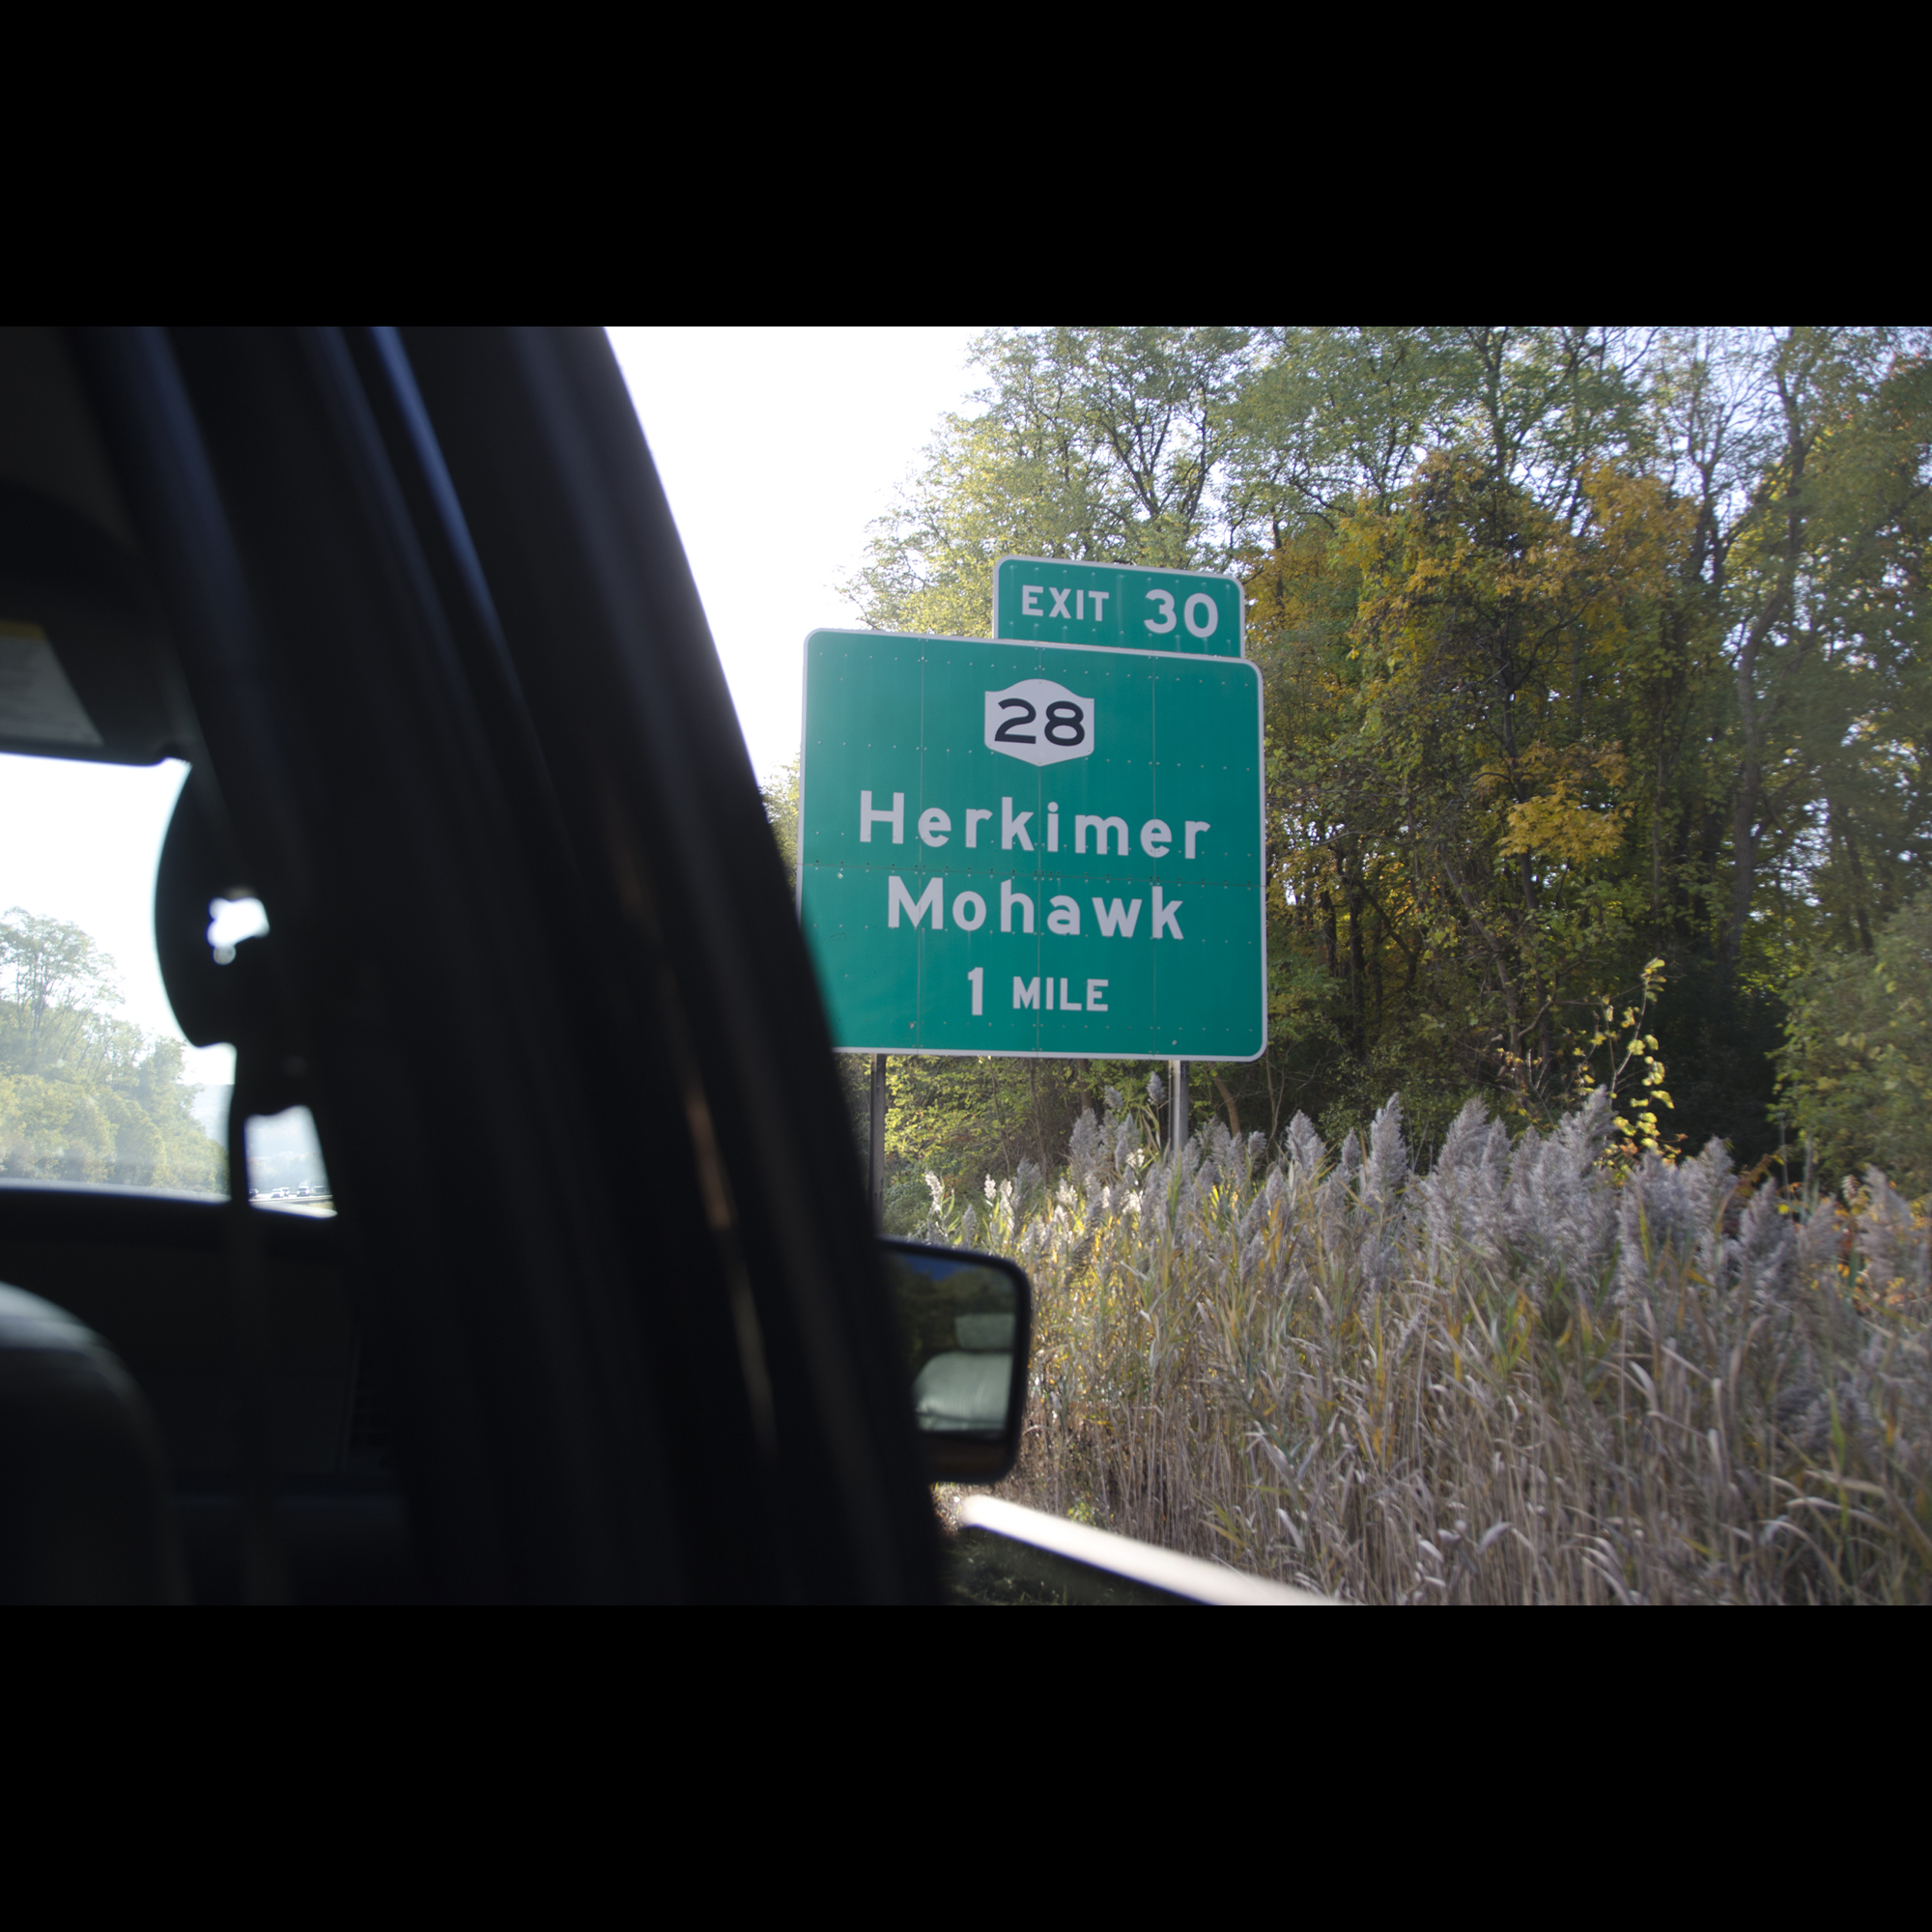 EXIT 30
28
Herkimer
Mohawk
1 MILE